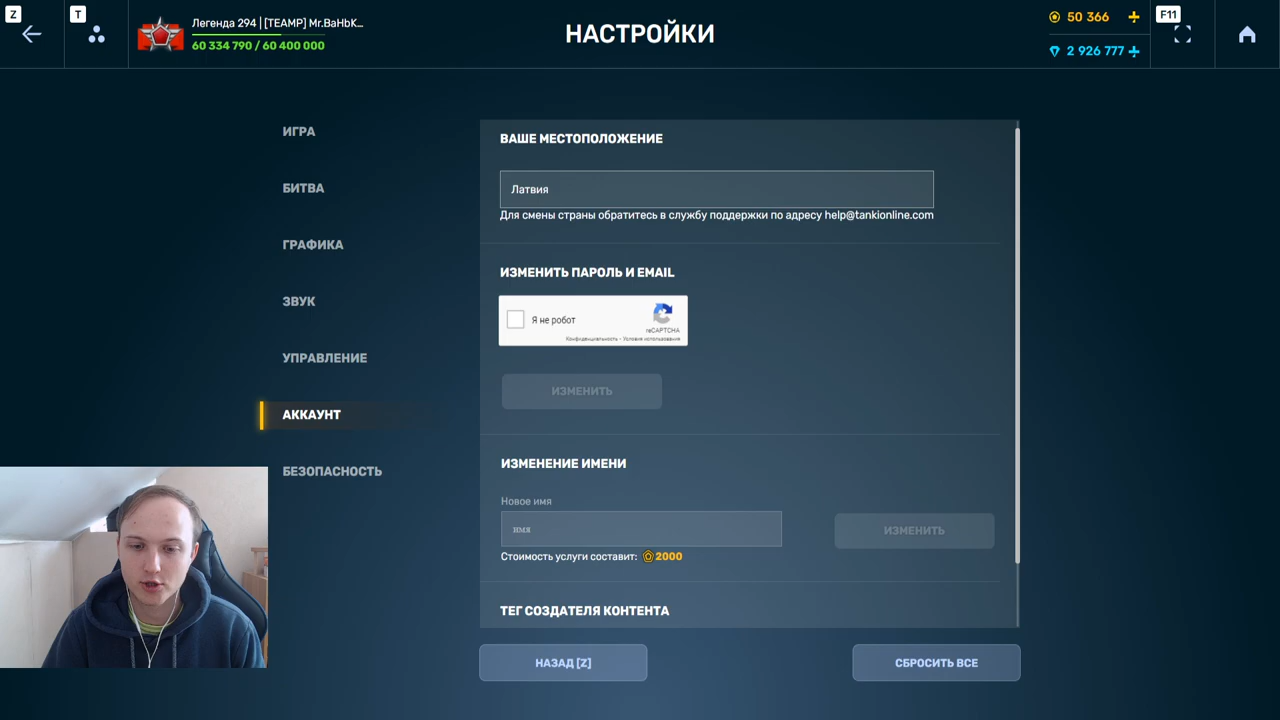 Z
T
Легенда 294 | [TEAMP] Mr.BaHbK...
60 334 790 / 60 400 000
НАСТРОЙКИ
50 366
2 926 777
F11
ИГРА
БИТВА
ГРАФИКА
ЗВУК
УПРАВЛЕНИЕ
АККАУНТ
БЕЗОПАСНОСТЬ
ВАШЕ МЕСТОПОЛОЖЕНИЕ
Латвия
Для смены страны обратитесь в службу поддержки по адресу help@tankionline.com
ИЗМЕНИТЬ ПАРОЛЬ И EMAIL
Я не робот
reCAPTCHA
Конфиденциальность - Условия использования
ИЗМЕНИТЬ
ИЗМЕНЕНИЕ ИМЕНИ
Новое имя
имя
ИЗМЕНИТЬ
Стоимость услуги составит: 2000
ТЕГ СОЗДАТЕЛЯ КОНТЕНТА
НАЗАД [Z]
СБРОСИТЬ ВСЕ